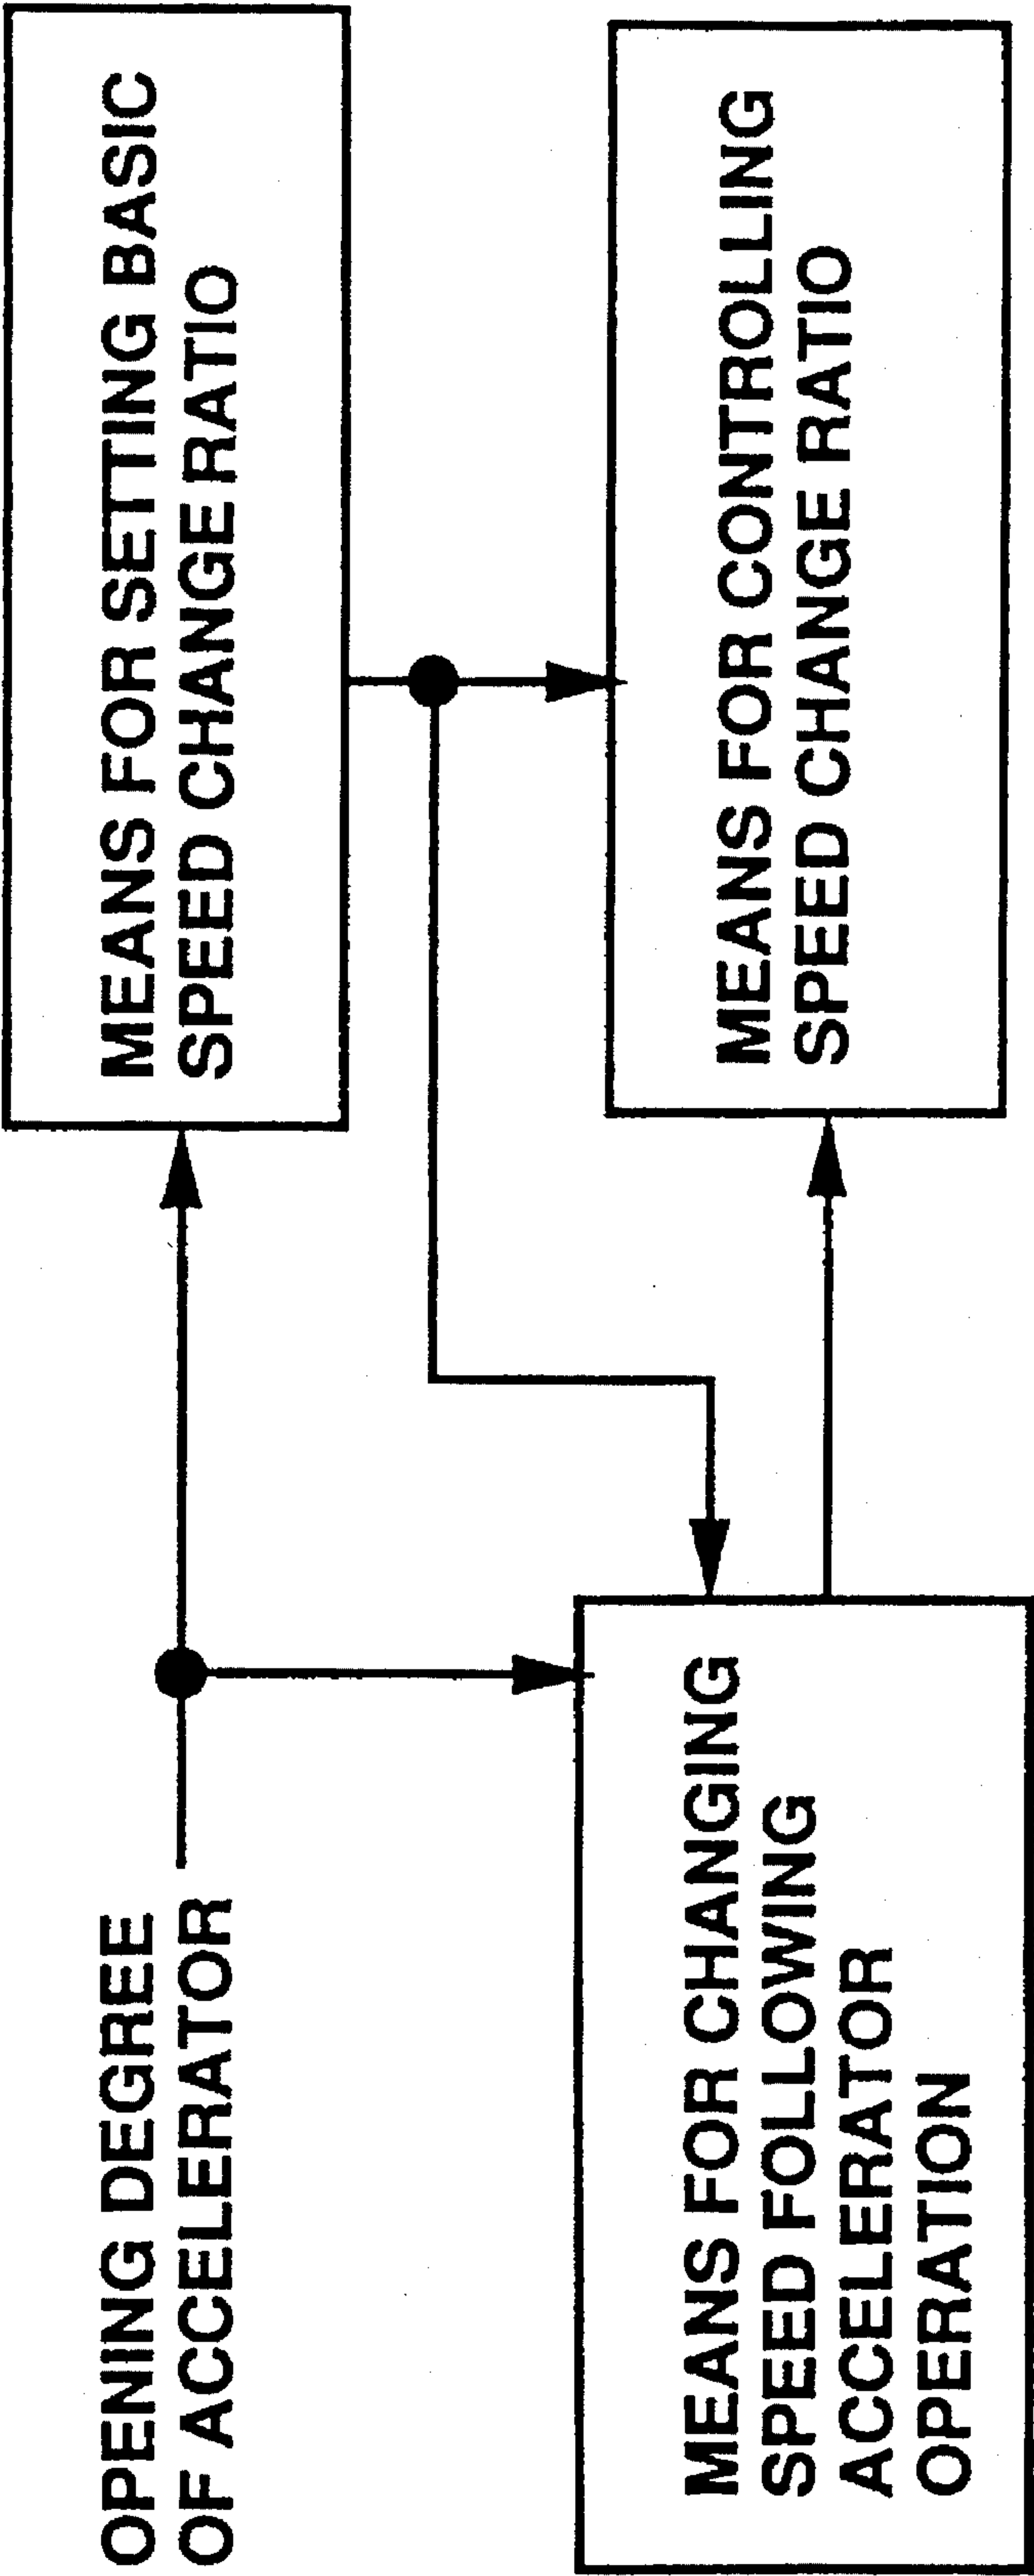 OPENING DEGREE
OF ACCELERATOR
MEANS FOR SETTING BASIC
SPEED CHANGE RATIO
MEANS FOR CHANGING
SPEED FOLLOWING
ACCELERATOR
OPERATION
MEANS FOR CONTROLLING
SPEED CHANGE RATIO